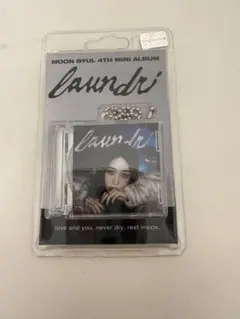 MOON BYUL 4TH MINI ALBUM
laundri
laundri
love and you, never dry. rest inside.